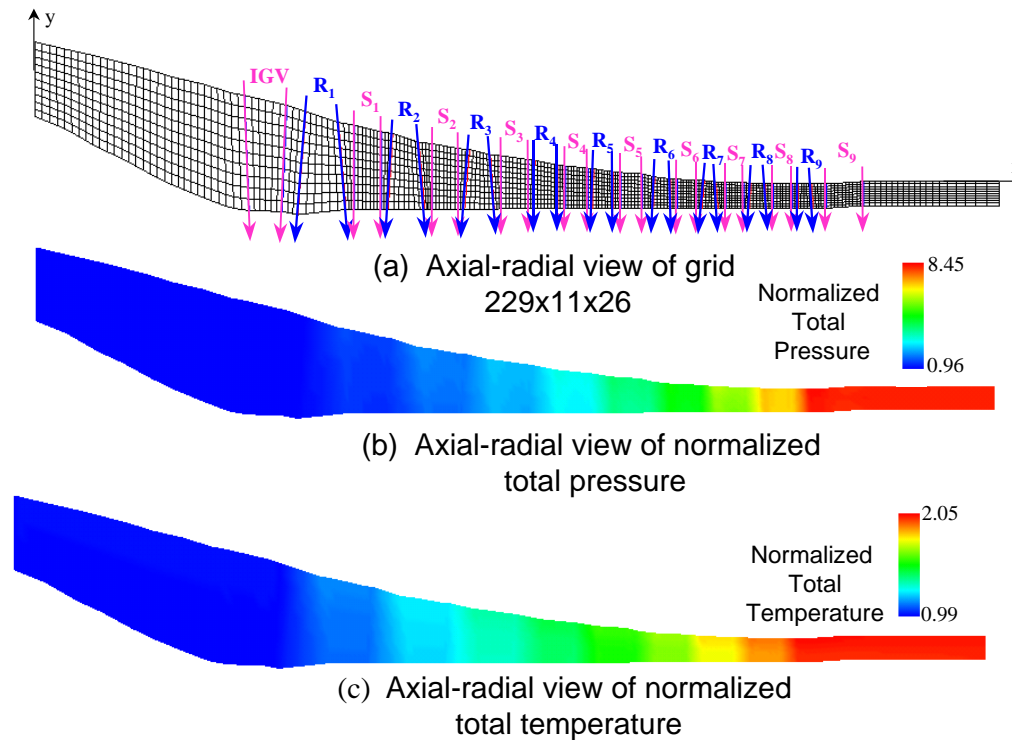 y
IGV
R1
S1
R2
S2
R3
S3
R4
S4
R5
S5
R6
S6
R7
S7
R8
S8
R9
S9
(a) Axial-radial view of grid
229x11x26
Normalized
Total
Pressure
8.45
0.96
(b) Axial-radial view of normalized
total pressure
Normalized
Total
Temperature
2.05
0.99
(c) Axial-radial view of normalized
total temperature